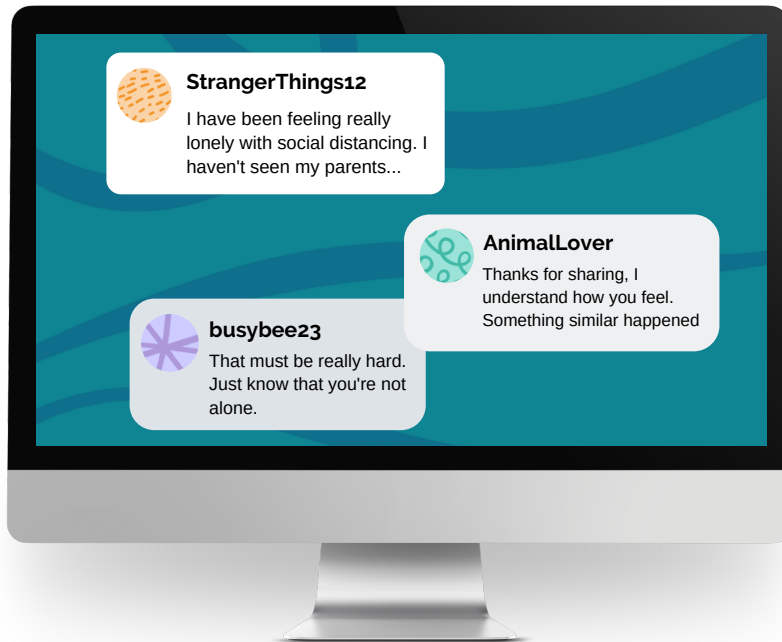 StrangerThings12
I have been feeling really
lonely with social distancing. I
haven't seen my parents...
AnimalLover
Thanks for sharing, I
understand how you feel.
Something similar happened
busybee23
That must be really hard.
Just know that you're not
alone.